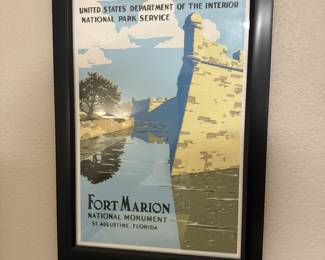 UNITED STATES DEPARTMENT OF THE INTERIOR
NATIONAL PARK SERVICE
FORT MARION
NATIONAL MONUMENT
ST. AUGUSTINE, FLORIDA